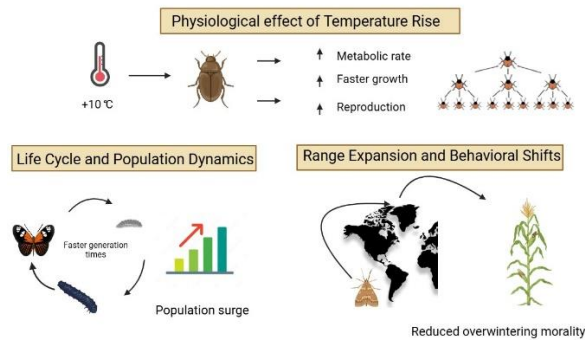 Physiological effect of Temperature Rise
+10 °C
Metabolic rate
Faster growth
Reproduction
Life Cycle and Population Dynamics
Range Expansion and Behavioral Shifts
Faster generation
times
Population surge
Reduced overwintering morality